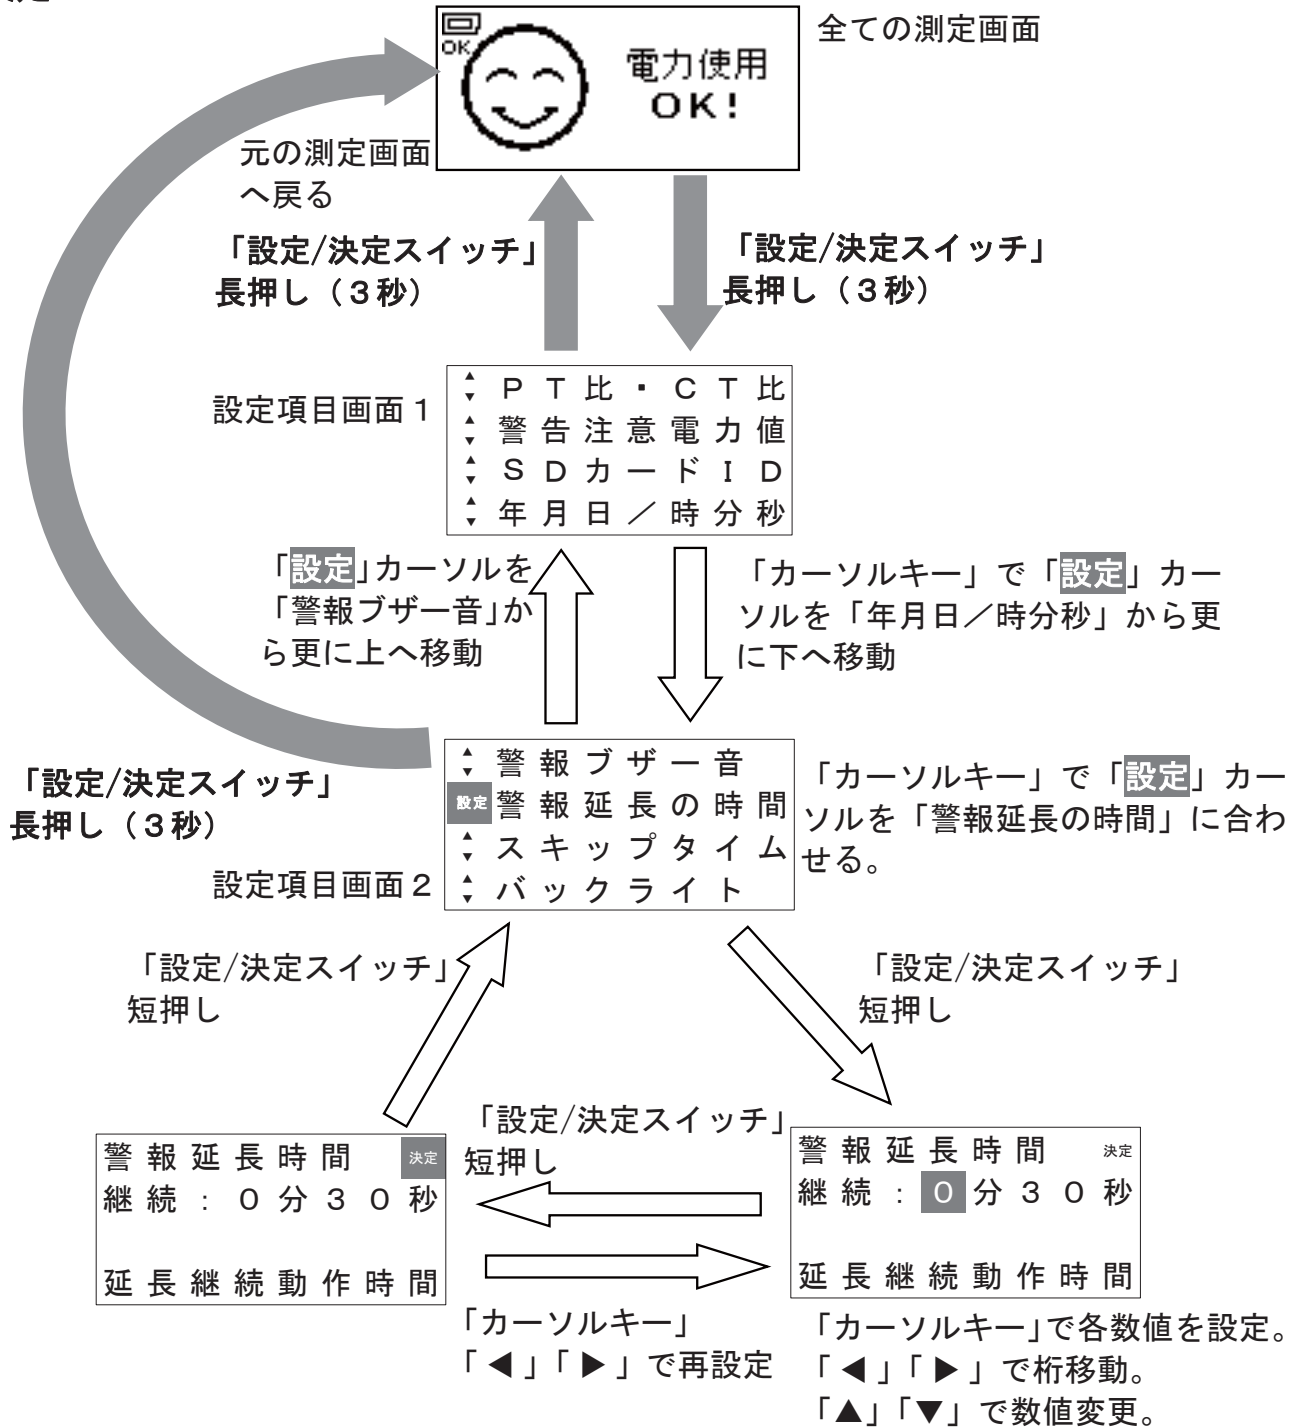 全ての測定画面
OK
電力使用
OK!
元の測定画面
へ戻る
「設定/決定スイッチ」
長押し（３秒）
「設定/決定スイッチ」
長押し（３秒）
設定項目画面１
ＰＴ比・ＣＴ比
警告注意電力値
ＳＤカードＩＤ
年月日／時分秒
「設定」カーソルを
「警報ブザー音」か
ら更に上へ移動
「カーソルキー」で「設定」カー
ソルを「年月日／時分秒」から更
に下へ移動
「設定/決定スイッチ」
長押し（３秒）
設定項目画面２
警報ブザー音
設定 警報延長の時間
スキップタイム
バックライト
「カーソルキー」で「設定」カー
ソルを「警報延長の時間」に合わ
せる。
「設定/決定スイッチ」
短押し
「設定/決定スイッチ」
短押し
警報延長時間 決定
継続：０分３０秒
延長継続動作時間
「設定/決定スイッチ」
短押し
「カーソルキー」
「◀」「▶」で再設定
警報延長時間 決定
継続：０分３０秒
延長継続動作時間
「カーソルキー」で各数値を設定。
「◀」「▶」で桁移動。
「▲」「▼」で数値変更。